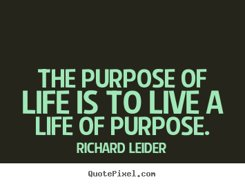 THE PURPOSE OF
LIFE IS TO LIVE A
LIFE OF PURPOSE.
RICHARD LEIDER
QuotePixel.com